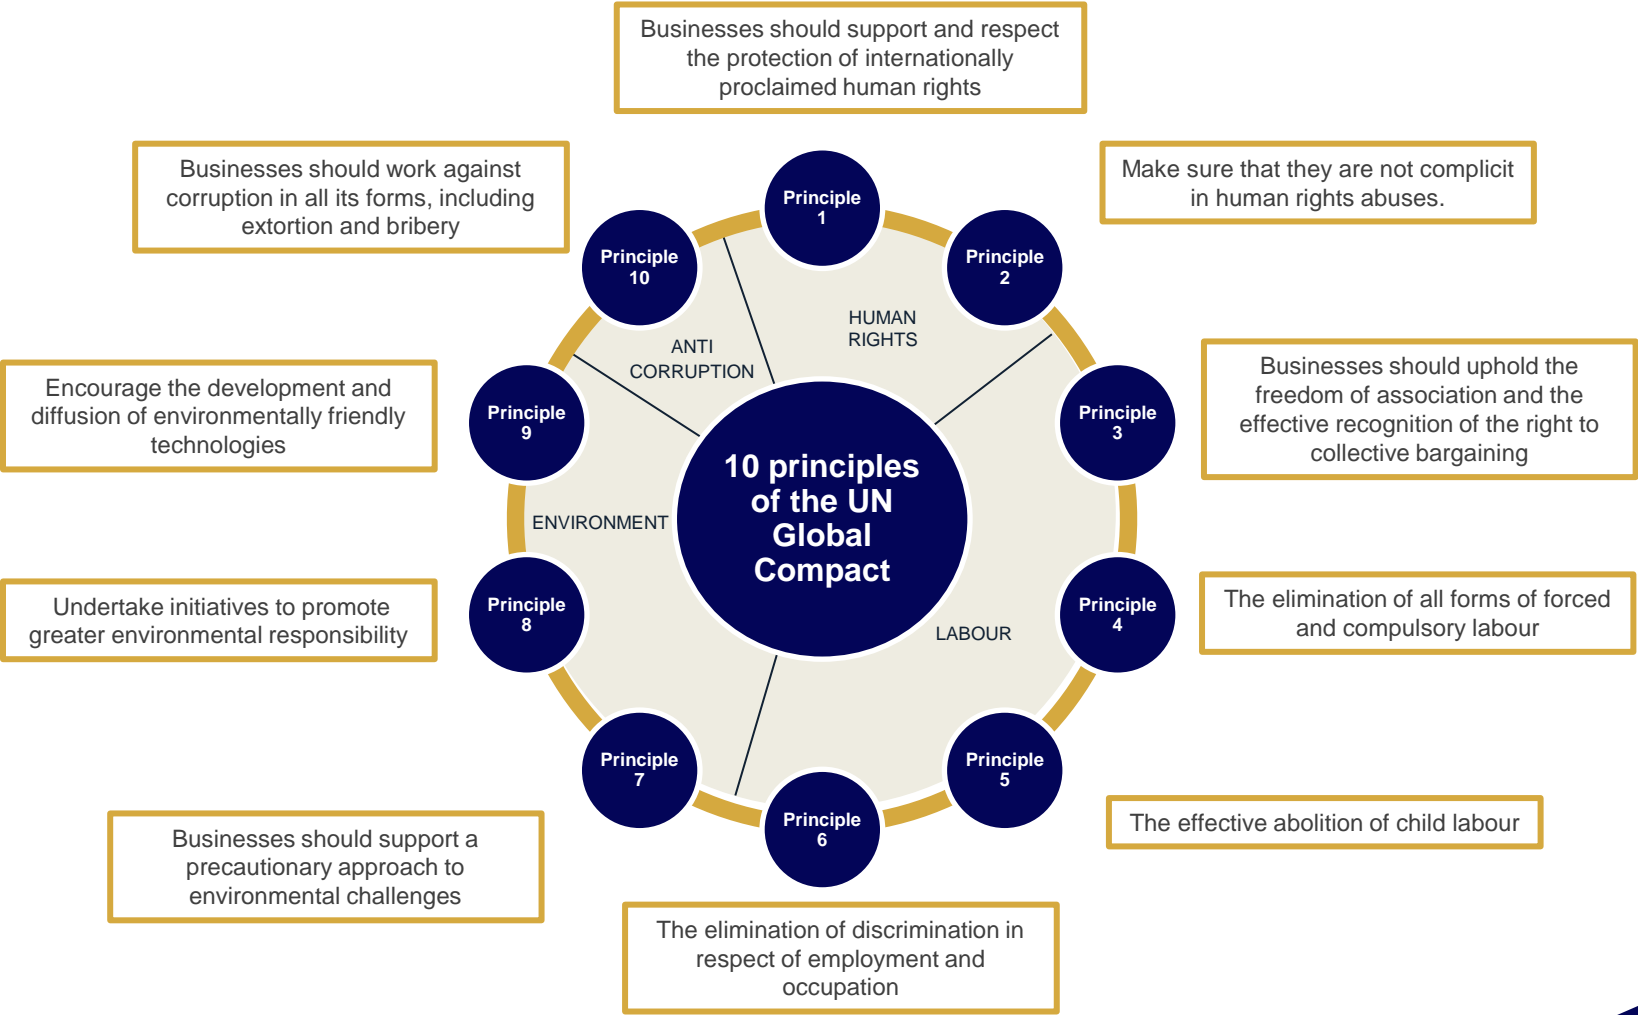 Businesses should support and respect
the protection of internationally
proclaimed human rights
Businesses should work against
corruption in all its forms, including
extortion and bribery
Make sure that they are not complicit
in human rights abuses.
Principle
1
Principle
10
Principle
2
HUMAN
RIGHTS
ANTI
CORRUPTION
Encourage the development and
diffusion of environmentally friendly
technologies
Principle
9
Principle
3
Businesses should uphold the
freedom of association and the
effective recognition of the right to
collective bargaining
10 principles
of the UN
Global
Compact
ENVIRONMENT
Undertake initiatives to promote
greater environmental responsibility
Principle
8
LABOUR
Principle
4
The elimination of all forms of forced
and compulsory labour
Principle
7
Principle
5
Principle
6
Businesses should support a
precautionary approach to
environmental challenges
The effective abolition of child labour
The elimination of discrimination in
respect of employment and
occupation